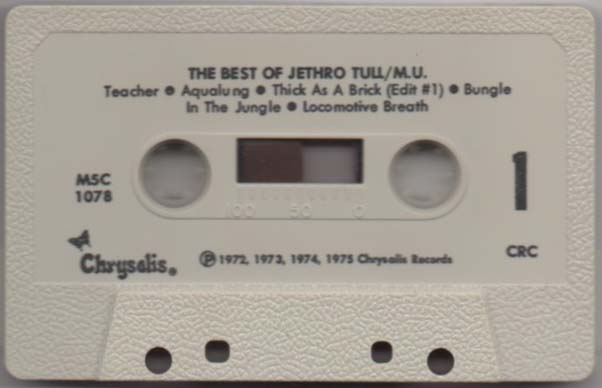 THE BEST OF JETHRO TULL/M.U.
Teacher ● Aqualung ● Thick As A Brick (Edit #1) ● Bungle
In The Jungle ● Locomotive Breath
MSC
1078
1
100 50 0
Chrysalis®
Ⓟ1972, 1973, 1974, 1975 Chrysalis Records
CRC